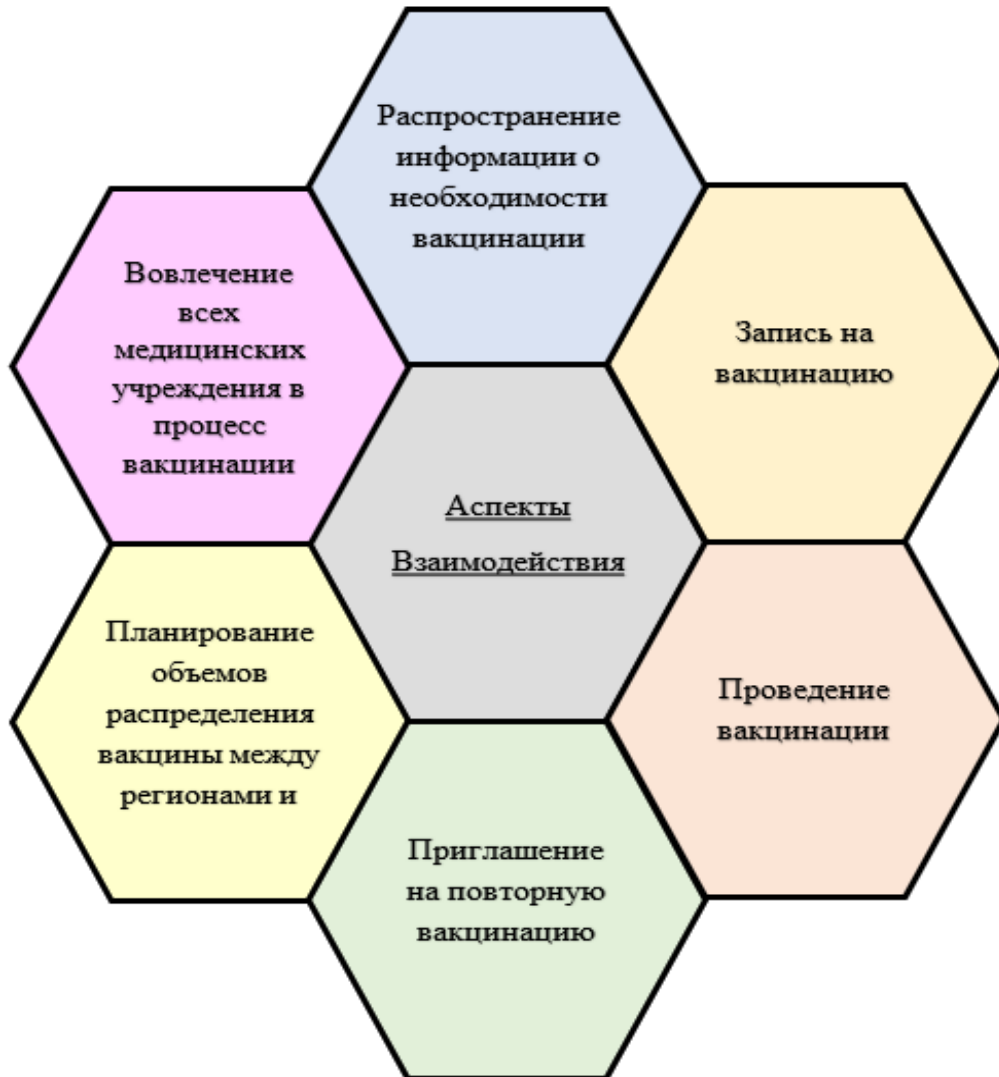 Распространение
информации о
необходимости
вакцинации
Запись на
вакцинацию
Проведение
вакцинации
Приглашение
на повторную
вакцинацию
Планирование
объемов
распределения
вакцины между
регионами и
Вовлечение
всех
медицинских
учреждения в
процесс
вакцинации
Аспекты
Взаимодействия